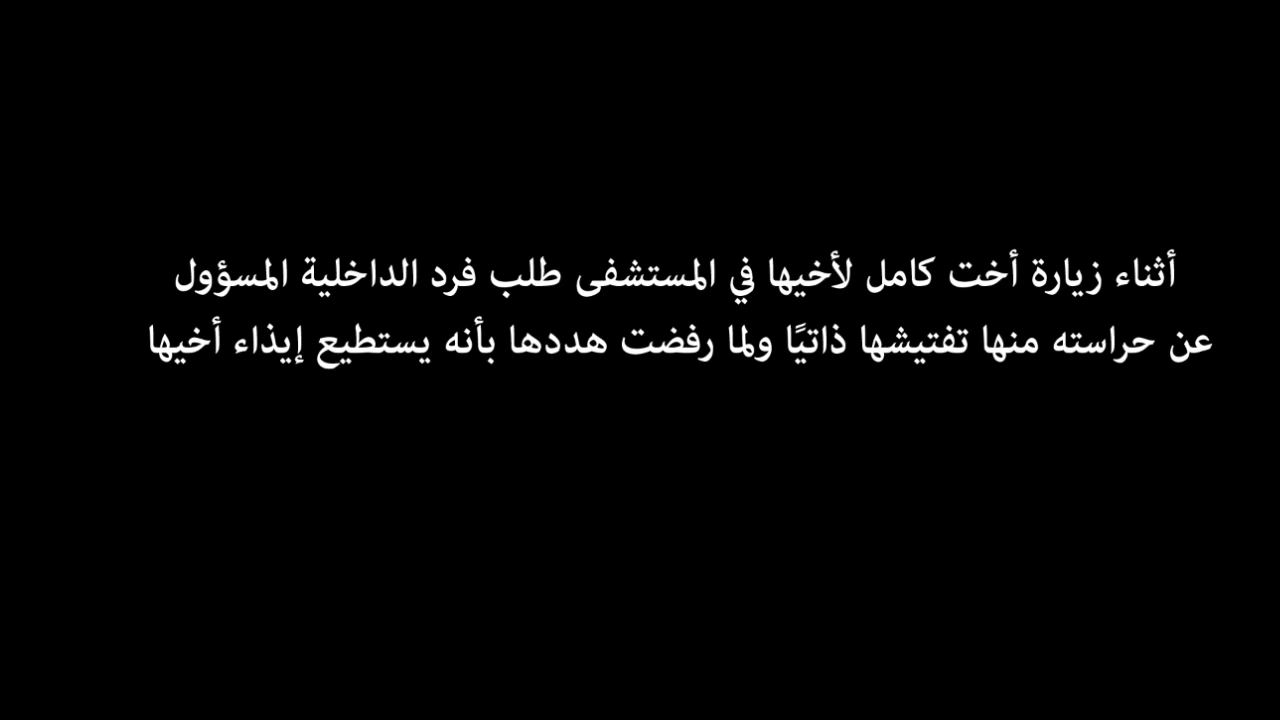 أثناء زيارة أخت كامل لأخيها في المستشفى طلب فرد الداخلية المسؤول
عن حراسته منها تفتيشها ذاتيًا ولما رفضت هددها بأنه يستطيع إيذاء أخيها